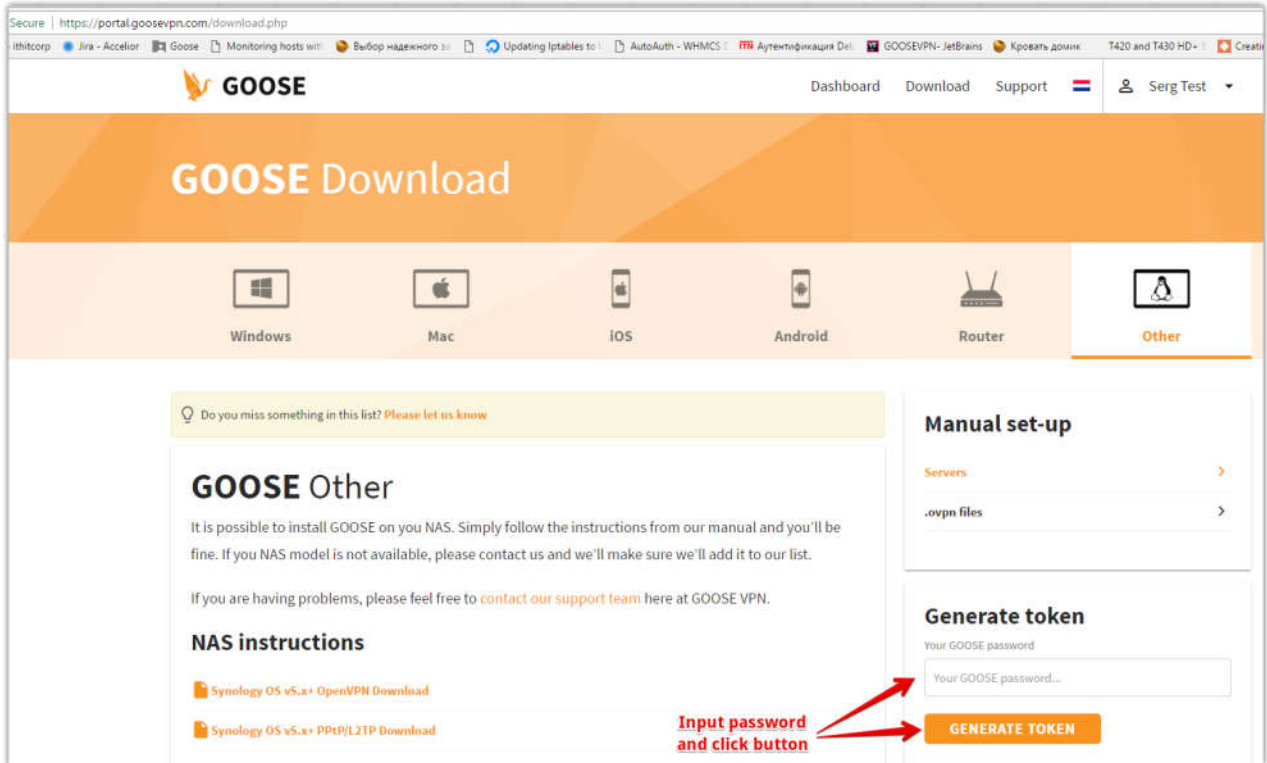 Secure | https://portal.goosevpn.com/download.php
ithitcorp Jira - Accelior Goose Monitoring hosts with Выбор надежного Updating Iptables to AutoAuth - WHMCS Аутентификация Del GOOSEVPN- JetBrains Кровать домик T420 and T430 HD+ Creati
GOOSE
Dashboard Download Support Serg Test
GOOSE Download
Windows Mac iOS Android Router Other
Do you miss something in this list? Please let us know
GOOSE Other
It is possible to install GOOSE on you NAS. Simply follow the instructions from our manual and you'll be
fine. If you NAS model is not available, please contact us and we'll make sure we'll add it to our list.
If you are having problems, please feel free to contact our support team here at GOOSE VPN.
NAS instructions
Synology OS v5.x+ OpenVPN Download
Synology OS v5.x+ PPtP/L2TP Download
Manual set-up
Servers
.ovpn files
Generate token
Your GOOSE password
Your GOOSE password...
GENERATE TOKEN
Input password
and click button